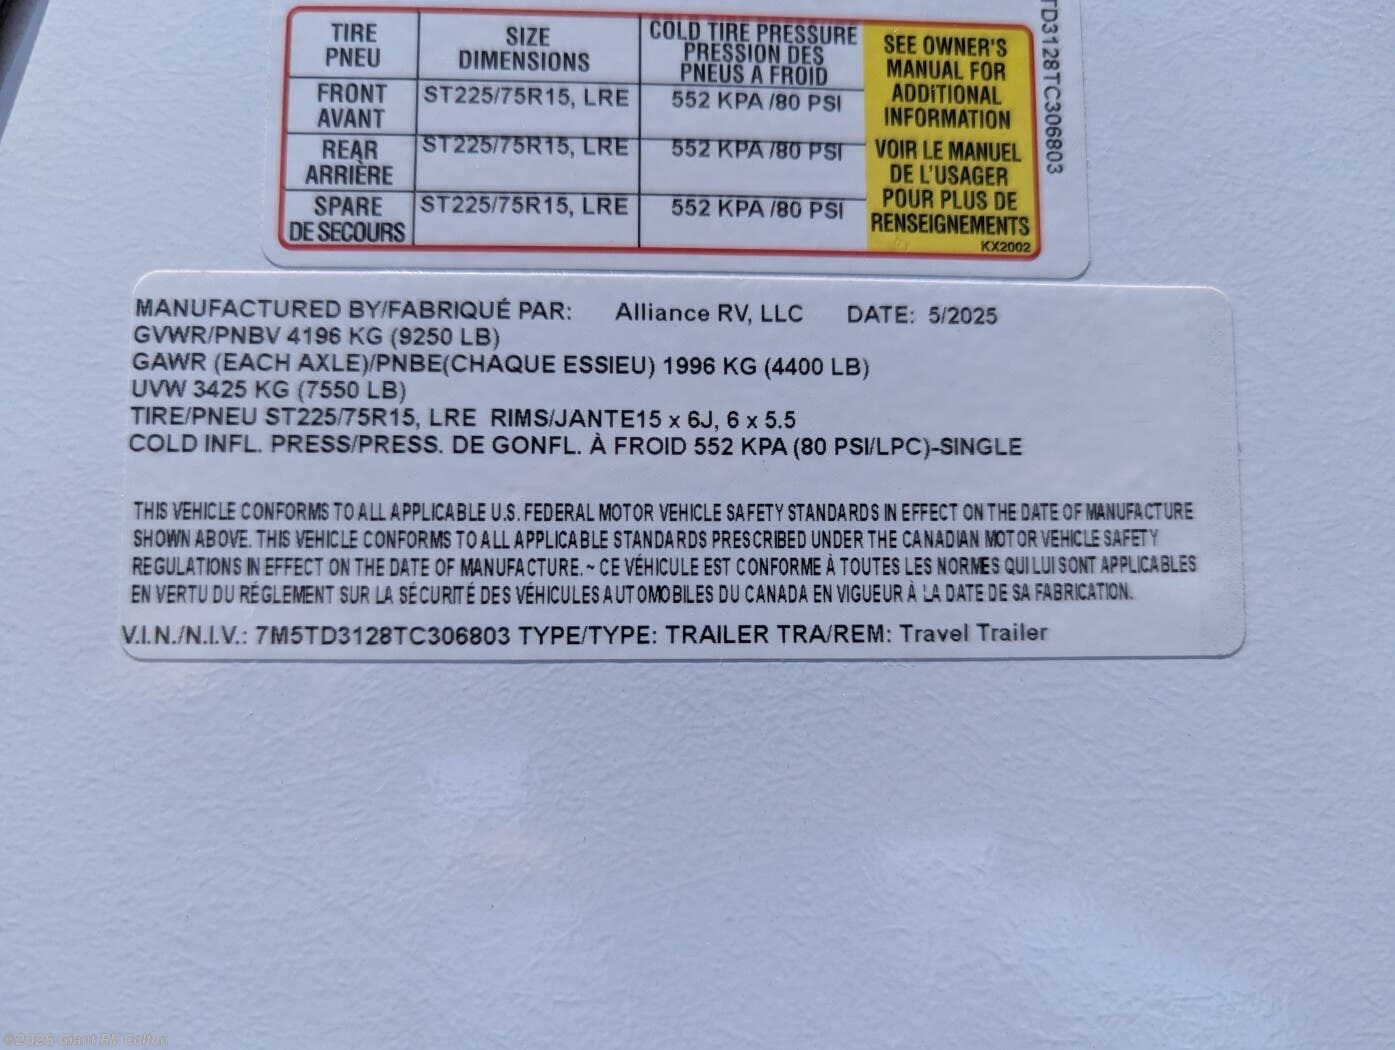 TIRE PNEU
SIZE DIMENSIONS
COLD TIRE PRESSURE PRESSION DES PNEUS A FROID
FRONT AVANT
ST225/75R15, LRE
552 KPA /80 PSI
REAR ARRIÈRE
ST225/75R15, LRE
552 KPA /80 PSI
SPARE DE SECOURS
ST225/75R15, LRE
552 KPA /80 PSI
SEE OWNER'S
MANUAL FOR
ADDITIONAL
INFORMATION
VOIR LE MANUEL
DE L'USAGER
POUR PLUS DE
RENSEIGNEMENTS
KX2002
TD3128TC306803
MANUFACTURED BY/FABRIQUÉ PAR: Alliance RV, LLC DATE: 5/2025
GVWR/PNBV 4196 KG (9250 LB)
GAWR (EACH AXLE)/PNBE(CHAQUE ESSIEU) 1996 KG (4400 LB)
UVW 3425 KG (7550 LB)
TIRE/PNEU ST225/75R15, LRE RIMS/JANTE15 x 6J, 6 x 5.5
COLD INFL. PRESS/PRESS. DE GONFL. À FROID 552 KPA (80 PSI/LPC)-SINGLE
THIS VEHICLE CONFORMS TO ALL APPLICABLE U.S. FEDERAL MOTOR VEHICLE SAFETY STANDARDS IN EFFECT ON THE DATE OF MANUFACTURE
SHOWN ABOVE. THIS VEHICLE CONFORMS TO ALL APPLICABLE STANDARDS PRESCRIBED UNDER THE CANADIAN MOTOR VEHICLE SAFETY
REGULATIONS IN EFFECT ON THE DATE OF MANUFACTURE.~ CE VÉHICULE EST CONFORME À TOUTES LES NORMES QUI LUI SONT APPLICABLES
EN VERTU DU RÉGLEMENT SUR LA SÉCURITÉ DES VÉHICULES AUTOMOBILES DU CANADA EN VIGUEUR À LA DATE DE SA FABRICATION.
V.I.N./N.I.V.: 7M5TD3128TC306803 TYPE/TYPE: TRAILER TRA/REM: Travel Trailer
©2025 Giant RV Colton